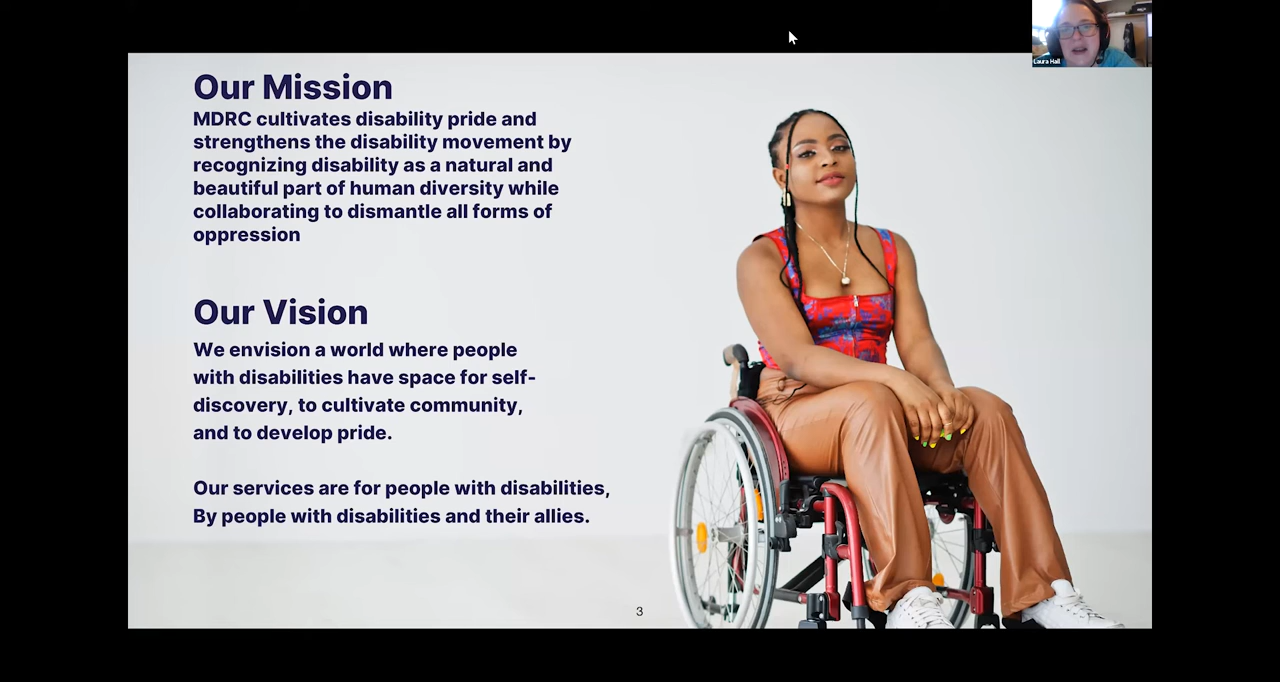 Laura Hall
Our Mission
MDRC cultivates disability pride and
strengthens the disability movement by
recognizing disability as a natural and
beautiful part of human diversity while
collaborating to dismantle all forms of
oppression
Our Vision
We envision a world where people
with disabilities have space for self-
discovery, to cultivate community,
and to develop pride.
Our services are for people with disabilities,
By people with disabilities and their allies.
3